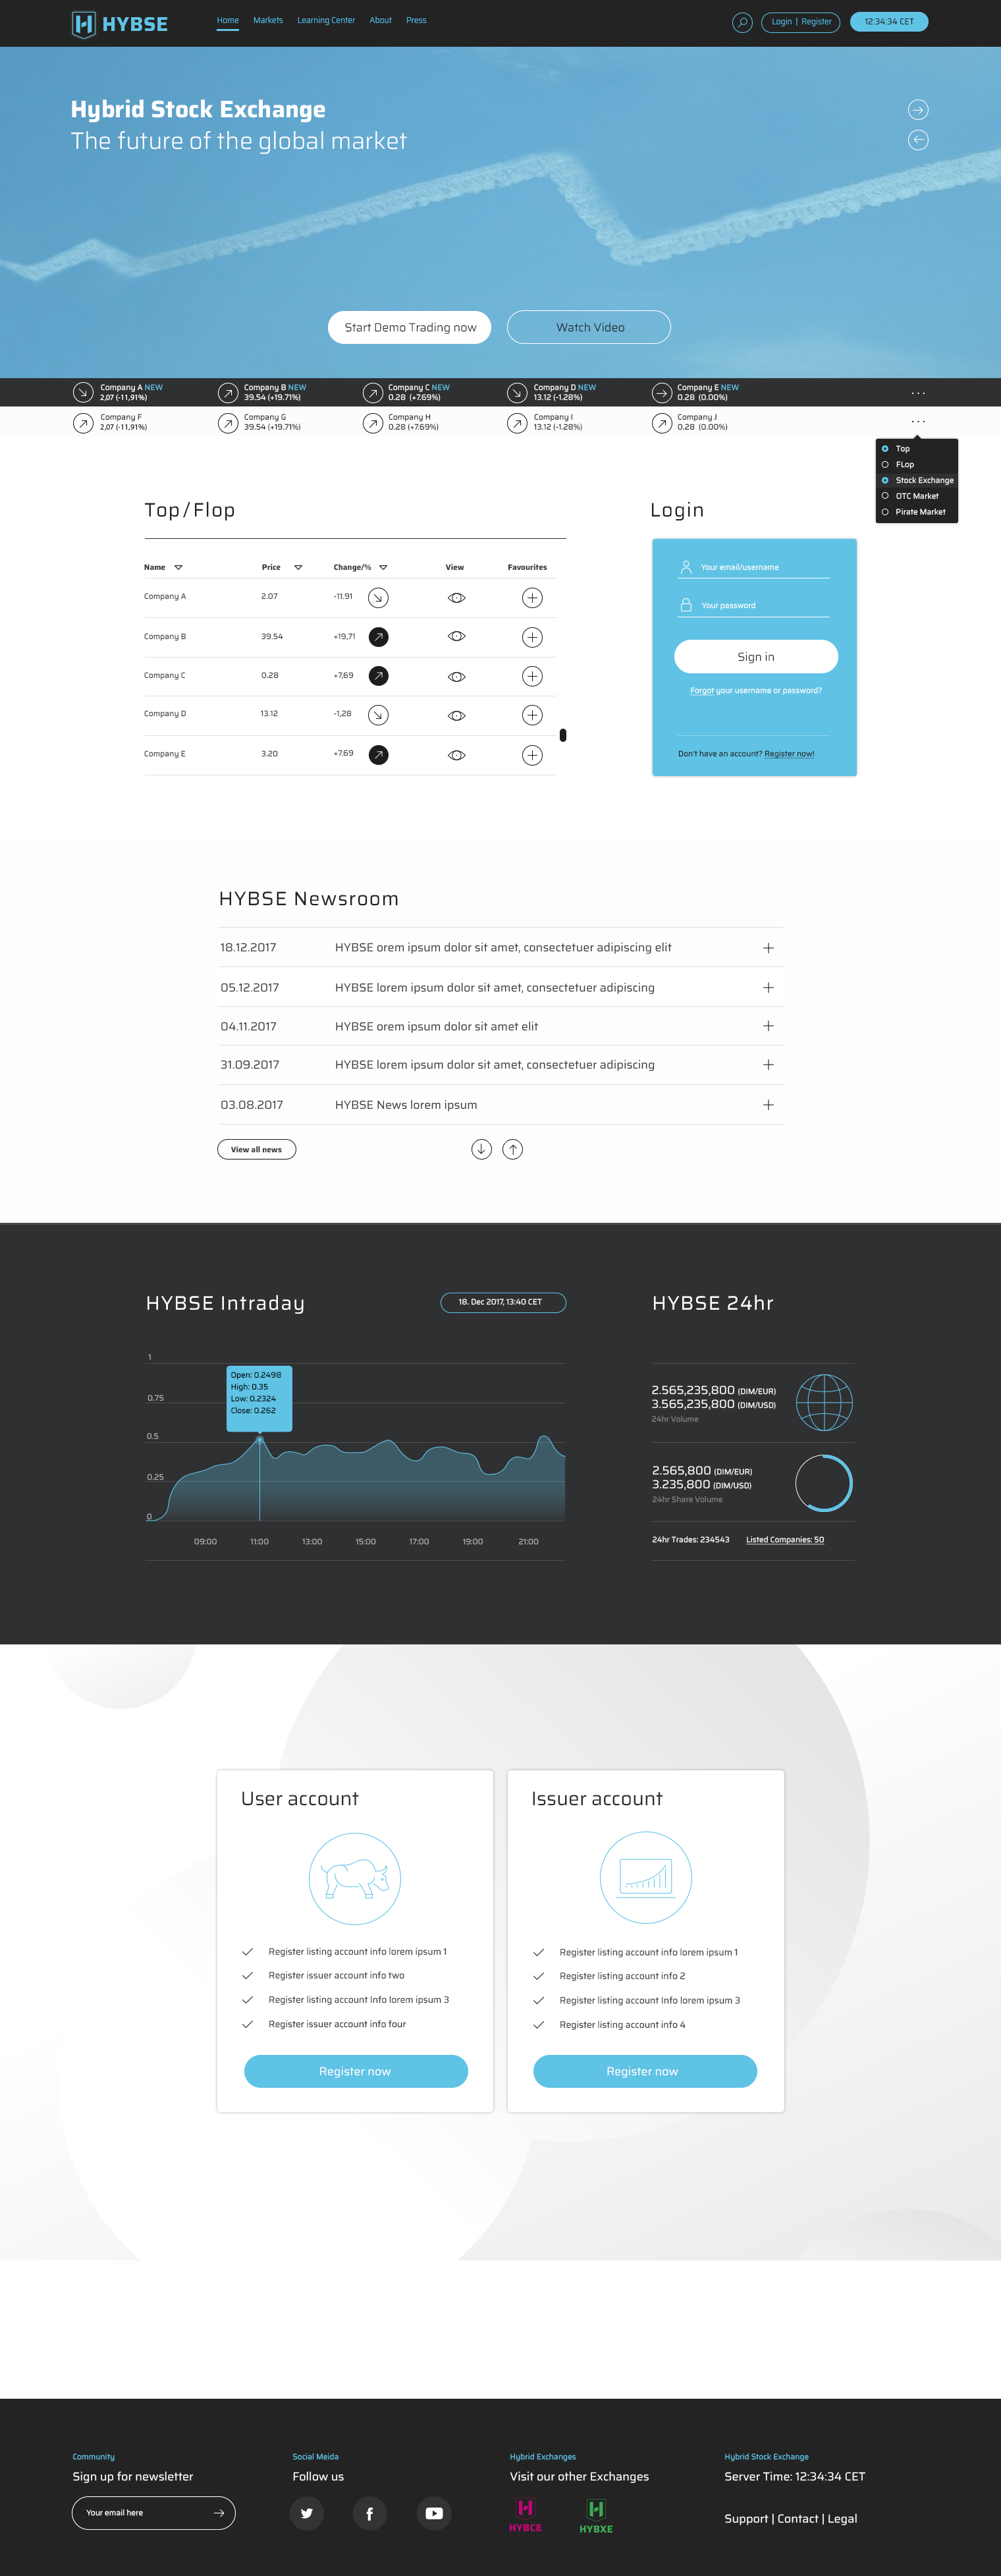 HYBSE
Home Markets Learning Center About Press
Login | Register
12:34:34 CET
Hybrid Stock Exchange
The future of the global market
Start Demo Trading now
Watch Video
Company A NEW
2,07 (-11,91%)
Company B NEW
39.54 (+19.71%)
Company C NEW
0.28 (+7.69%)
Company D NEW
13.12 (-1.28%)
Company E NEW
0.28 (0.00%)
...
Company F
2,07 (-11,91%)
Company G
39.54 (+19.71%)
Company H
0.28 (+7.69%)
Company I
13.12 (-1.28%)
Company J
0.28 (0.00%)
...
Top
FLop
Stock Exchange
OTC Market
Pirate Market
Top/Flop
Name Price Change/% View Favourites
Company A 2.07 -11.91
Company B 39.54 +19,71
Company C 0.28 +7,69
Company D 13.12 -1,28
Company E 3.20 +7.69
Login
Your email/username
Your password
Sign in
Forgot your username or password?
Don't have an account? Register now!
HYBSE Newsroom
18.12.2017 HYBSE orem ipsum dolor sit amet, consectetuer adipiscing elit
05.12.2017 HYBSE lorem ipsum dolor sit amet, consectetuer adipiscing
04.11.2017 HYBSE orem ipsum dolor sit amet elit
31.09.2017 HYBSE lorem ipsum dolor sit amet, consectetuer adipiscing
03.08.2017 HYBSE News lorem ipsum
View all news
HYBSE Intraday
18. Dec 2017, 13:40 CET
1
0.75
0.5
0.25
0
Open: 0.2498
High: 0.35
Low: 0.2324
Close: 0.262
09:00 11:00 13:00 15:00 17:00 19:00 21:00
HYBSE 24hr
2.565,235,800 (DIM/EUR)
3.565,235,800 (DIM/USD)
24hr Volume
2.565,800 (DIM/EUR)
3.235,800 (DIM/USD)
24hr Share Volume
24hr Trades: 234543 Listed Companies: 50
User account
Register listing account info lorem ipsum 1
Register issuer account info two
Register listing account Info lorem ipsum 3
Register issuer account info four
Register now
Issuer account
Register listing account info lorem ipsum 1
Register listing account info 2
Register listing account Info lorem ipsum 3
Register listing account info 4
Register now
Community
Sign up for newsletter
Your email here
Social Meida
Follow us
Hybrid Exchanges
Visit our other Exchanges
HYBCE
HYBXE
Hybrid Stock Exchange
Server Time: 12:34:34 CET
Support | Contact | Legal